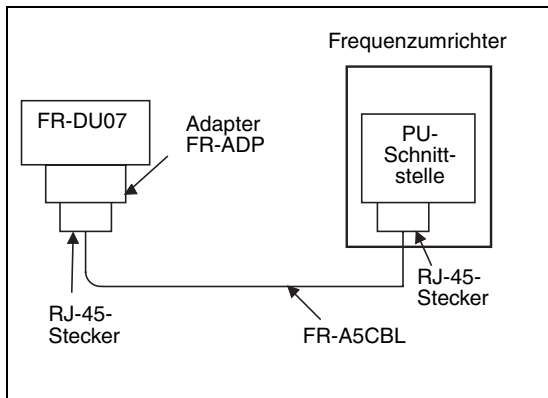 Frequenzumrichter
FR-DU07
Adapter
FR-ADP
PU-
Schnitt-
stelle
RJ-45-
Stecker
FR-A5CBL
RJ-45-
Stecker